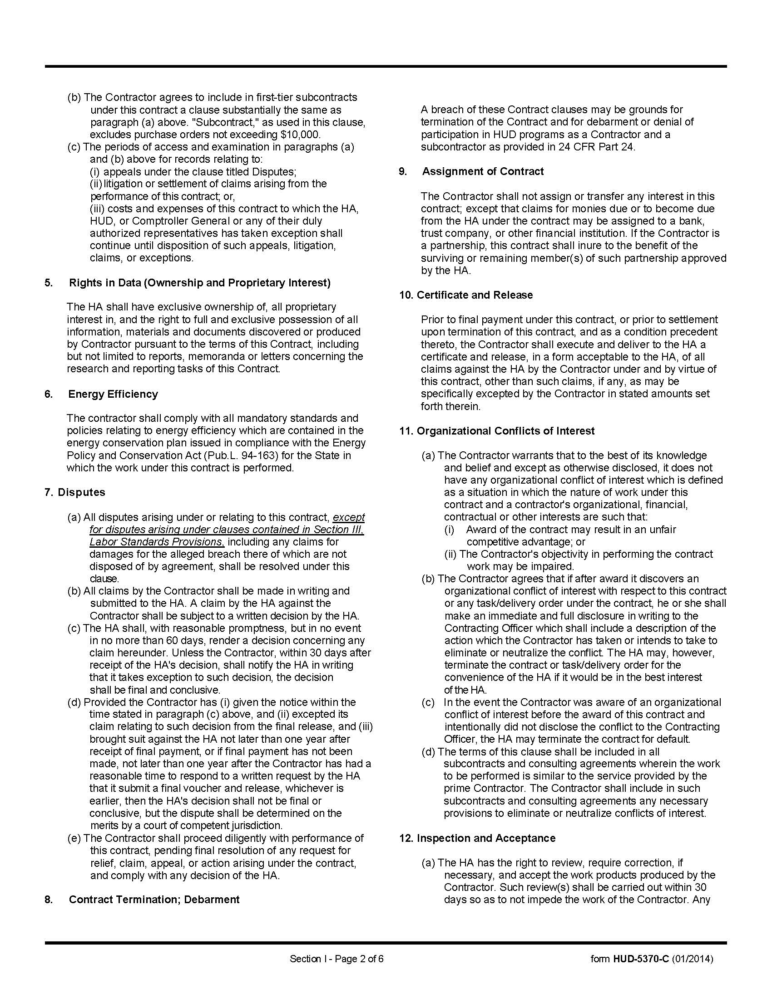 (b) The Contractor agrees to include in first-tier subcontracts
under this contract a clause substantially the same as
paragraph (a) above. "Subcontract," as used in this clause,
excludes purchase orders not exceeding $10,000.
(c) The periods of access and examination in paragraphs (a)
and (b) above for records relating to:
(i) appeals under the clause titled Disputes;
(ii) litigation or settlement of claims arising from the
performance of this contract; or,
(iii) costs and expenses of this contract to which the HA,
HUD, or Comptroller General or any of their duly
authorized representatives has taken exception shall
continue until disposition of such appeals, litigation,
claims, or exceptions.
5. Rights in Data (Ownership and Proprietary Interest)
The HA shall have exclusive ownership of, all proprietary
interest in, and the right to full and exclusive possession of all
information, materials and documents discovered or produced
by Contractor pursuant to the terms of this Contract, including
but not limited to reports, memoranda or letters concerning the
research and reporting tasks of this Contract.
6. Energy Efficiency
The contractor shall comply with all mandatory standards and
policies relating to energy efficiency which are contained in the
energy conservation plan issued in compliance with the Energy
Policy and Conservation Act (Pub.L. 94-163) for the State in
which the work under this contract is performed.
7. Disputes
(a) All disputes arising under or relating to this contract, except
for disputes arising under clauses contained in Section III,
Labor Standards Provisions, including any claims for
damages for the alleged breach there of which are not
disposed of by agreement, shall be resolved under this
clause.
(b) All claims by the Contractor shall be made in writing and
submitted to the HA. A claim by the HA against the
Contractor shall be subject to a written decision by the HA.
(c) The HA shall, with reasonable promptness, but in no event
in no more than 60 days, render a decision concerning any
claim hereunder. Unless the Contractor, within 30 days after
receipt of the HA's decision, shall notify the HA in writing
that it takes exception to such decision, the decision
shall be final and conclusive.
(d) Provided the Contractor has (i) given the notice within the
time stated in paragraph (c) above, and (ii) excepted its
claim relating to such decision from the final release, and (iii)
brought suit against the HA not later than one year after
receipt of final payment, or if final payment has not been
made, not later than one year after the Contractor has had a
reasonable time to respond to a written request by the HA
that it submit a final voucher and release, whichever is
earlier, then the HA's decision shall not be final or
conclusive, but the dispute shall be determined on the
merits by a court of competent jurisdiction.
(e) The Contractor shall proceed diligently with performance of
this contract, pending final resolution of any request for
relief, claim, appeal, or action arising under the contract,
and comply with any decision of the HA.
8. Contract Termination; Debarment
A breach of these Contract clauses may be grounds for
termination of the Contract and for debarment or denial of
participation in HUD programs as a Contractor and a
subcontractor as provided in 24 CFR Part 24.
9. Assignment of Contract
The Contractor shall not assign or transfer any interest in this
contract; except that claims for monies due or to become due
from the HA under the contract may be assigned to a bank,
trust company, or other financial institution. If the Contractor is
a partnership, this contract shall inure to the benefit of the
surviving or remaining member(s) of such partnership approved
by the HA.
10. Certificate and Release
Prior to final payment under this contract, or prior to settlement
upon termination of this contract, and as a condition precedent
thereto, the Contractor shall execute and deliver to the HA a
certificate and release, in a form acceptable to the HA, of all
claims against the HA by the Contractor under and by virtue of
this contract, other than such claims, if any, as may be
specifically excepted by the Contractor in stated amounts set
forth therein.
11. Organizational Conflicts of Interest
(a) The Contractor warrants that to the best of its knowledge
and belief and except as otherwise disclosed, it does not
have any organizational conflict of interest which is defined
as a situation in which the nature of work under this
contract and a contractor's organizational, financial,
contractual or other interests are such that:
(i) Award of the contract may result in an unfair
competitive advantage; or
(ii) The Contractor's objectivity in performing the contract
work may be impaired.
(b) The Contractor agrees that if after award it discovers an
organizational conflict of interest with respect to this contract
or any task/delivery order under the contract, he or she shall
make an immediate and full disclosure in writing to the
Contracting Officer which shall include a description of the
action which the Contractor has taken or intends to take to
eliminate or neutralize the conflict. The HA may, however,
terminate the contract or task/delivery order for the
convenience of the HA if it would be in the best interest
of the HA.
(c) In the event the Contractor was aware of an organizational
conflict of interest before the award of this contract and
intentionally did not disclose the conflict to the Contracting
Officer, the HA may terminate the contract for default.
(d) The terms of this clause shall be included in all
subcontracts and consulting agreements wherein the work
to be performed is similar to the service provided by the
prime Contractor. The Contractor shall include in such
subcontracts and consulting agreements any necessary
provisions to eliminate or neutralize conflicts of interest.
12. Inspection and Acceptance
(a) The HA has the right to review, require correction, if
necessary, and accept the work products produced by the
Contractor. Such review(s) shall be carried out within 30
days so as to not impede the work of the Contractor. Any
Section I - Page 2 of 6
form HUD-5370-C (01/2014)